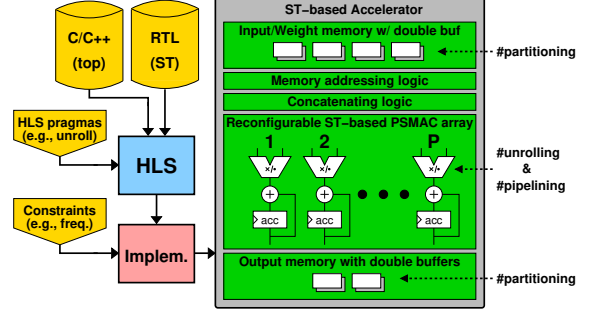 C/C++
(top)
RTL
(ST)
HLS pragmas
(e.g., unroll)
HLS
Constraints
(e.g., freq.)
Implem.
ST-based Accelerator
Input/Weight memory w/ double buf
Memory addressing logic
Concatenating logic
Reconfigurable ST-based PSMAC array
1 2 P
×/• ×/• ×/•
+ + +
acc acc acc
Output memory with double buffers
#partitioning
#unrolling
&
#pipelining
#partitioning